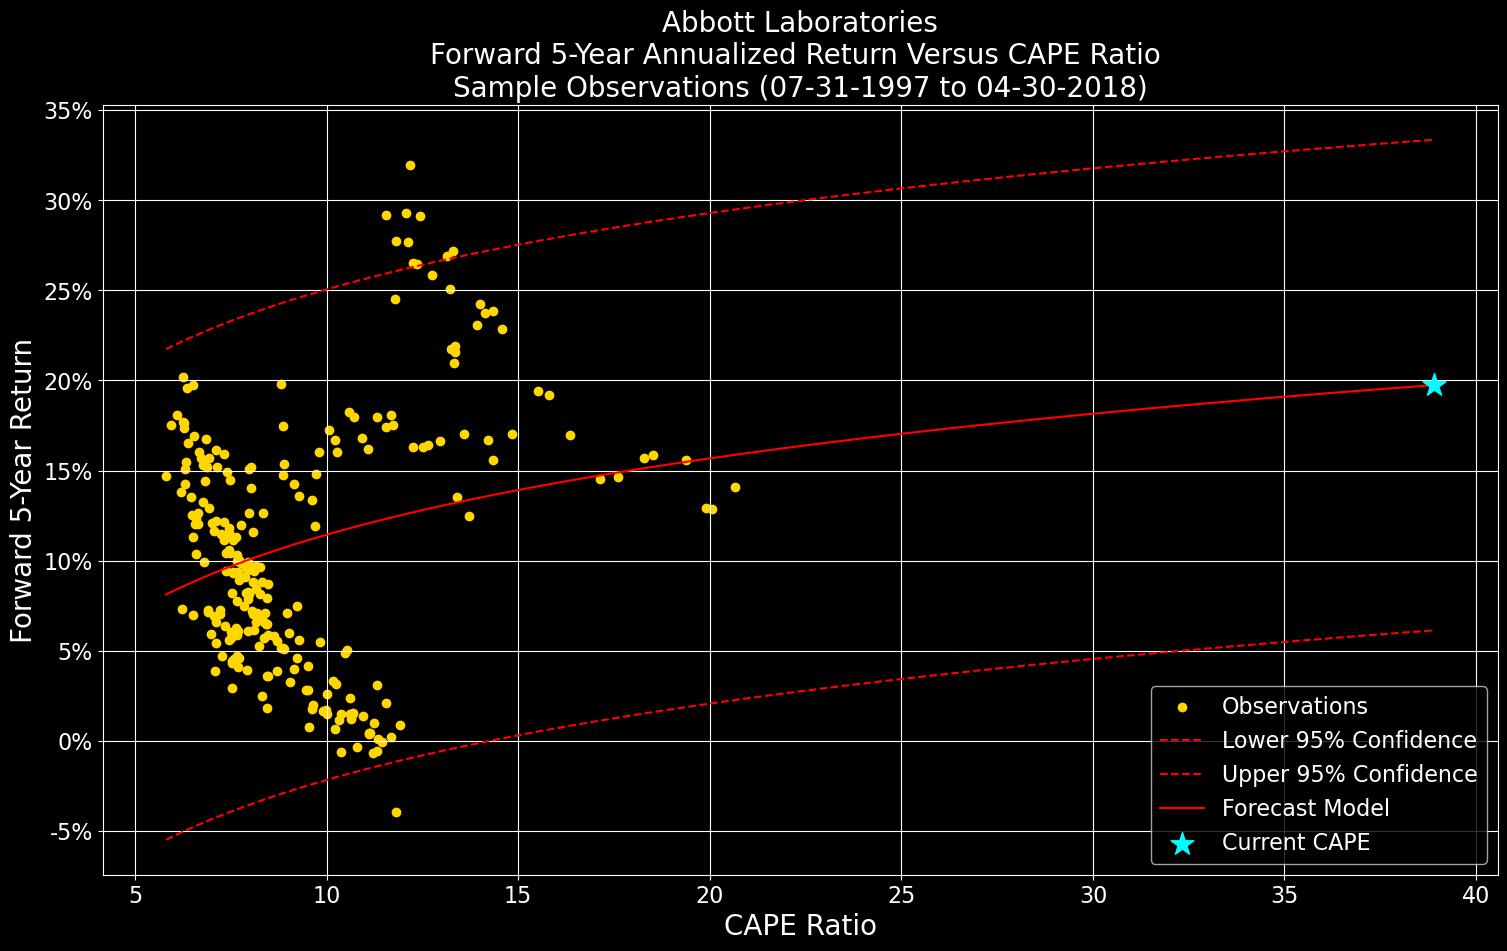 Abbott Laboratories
Forward 5-Year Annualized Return Versus CAPE Ratio
Sample Observations (07-31-1997 to 04-30-2018)
Forward 5-Year Return
35%
30%
25%
20%
15%
10%
5%
0%
-5%
Observations
Lower 95% Confidence
Upper 95% Confidence
Forecast Model
Current CAPE
5 10 15 20 25 30 35 40
CAPE Ratio